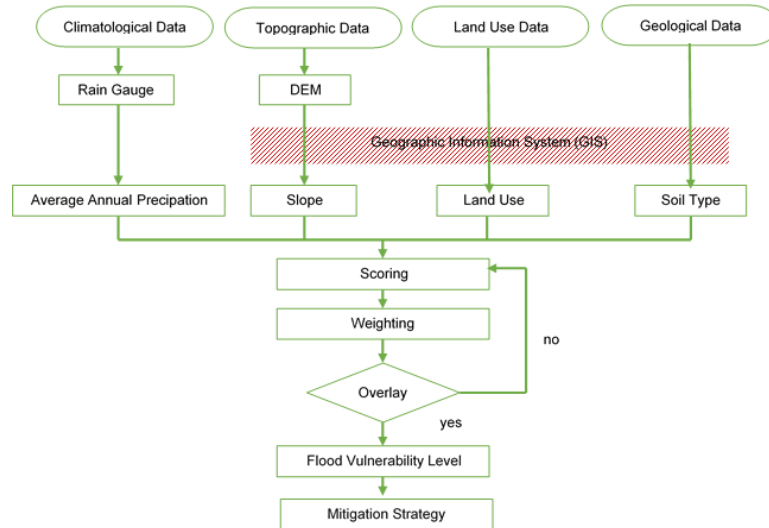 Climatological Data
Topographic Data
Land Use Data
Geological Data
Rain Gauge
DEM
Geographic Information System (GIS)
Average Annual Precipation
Slope
Land Use
Soil Type
Scoring
Weighting
no
Overlay
yes
Flood Vulnerability Level
Mitigation Strategy